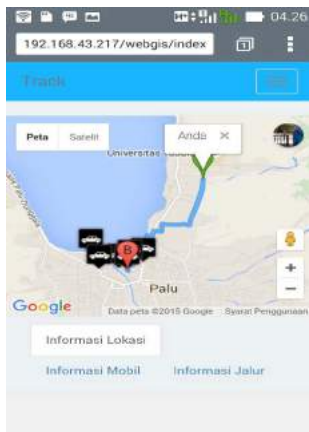 04.26
192.168.43.217/webgis/index
1
Track
Peta Satelit
Anda ×
Universitas
B
Palu
+
−
Google
Data peta ©2015 Google Syarat Penggunaan
Informasi Lokasi
Informasi Mobil Informasi Jalur